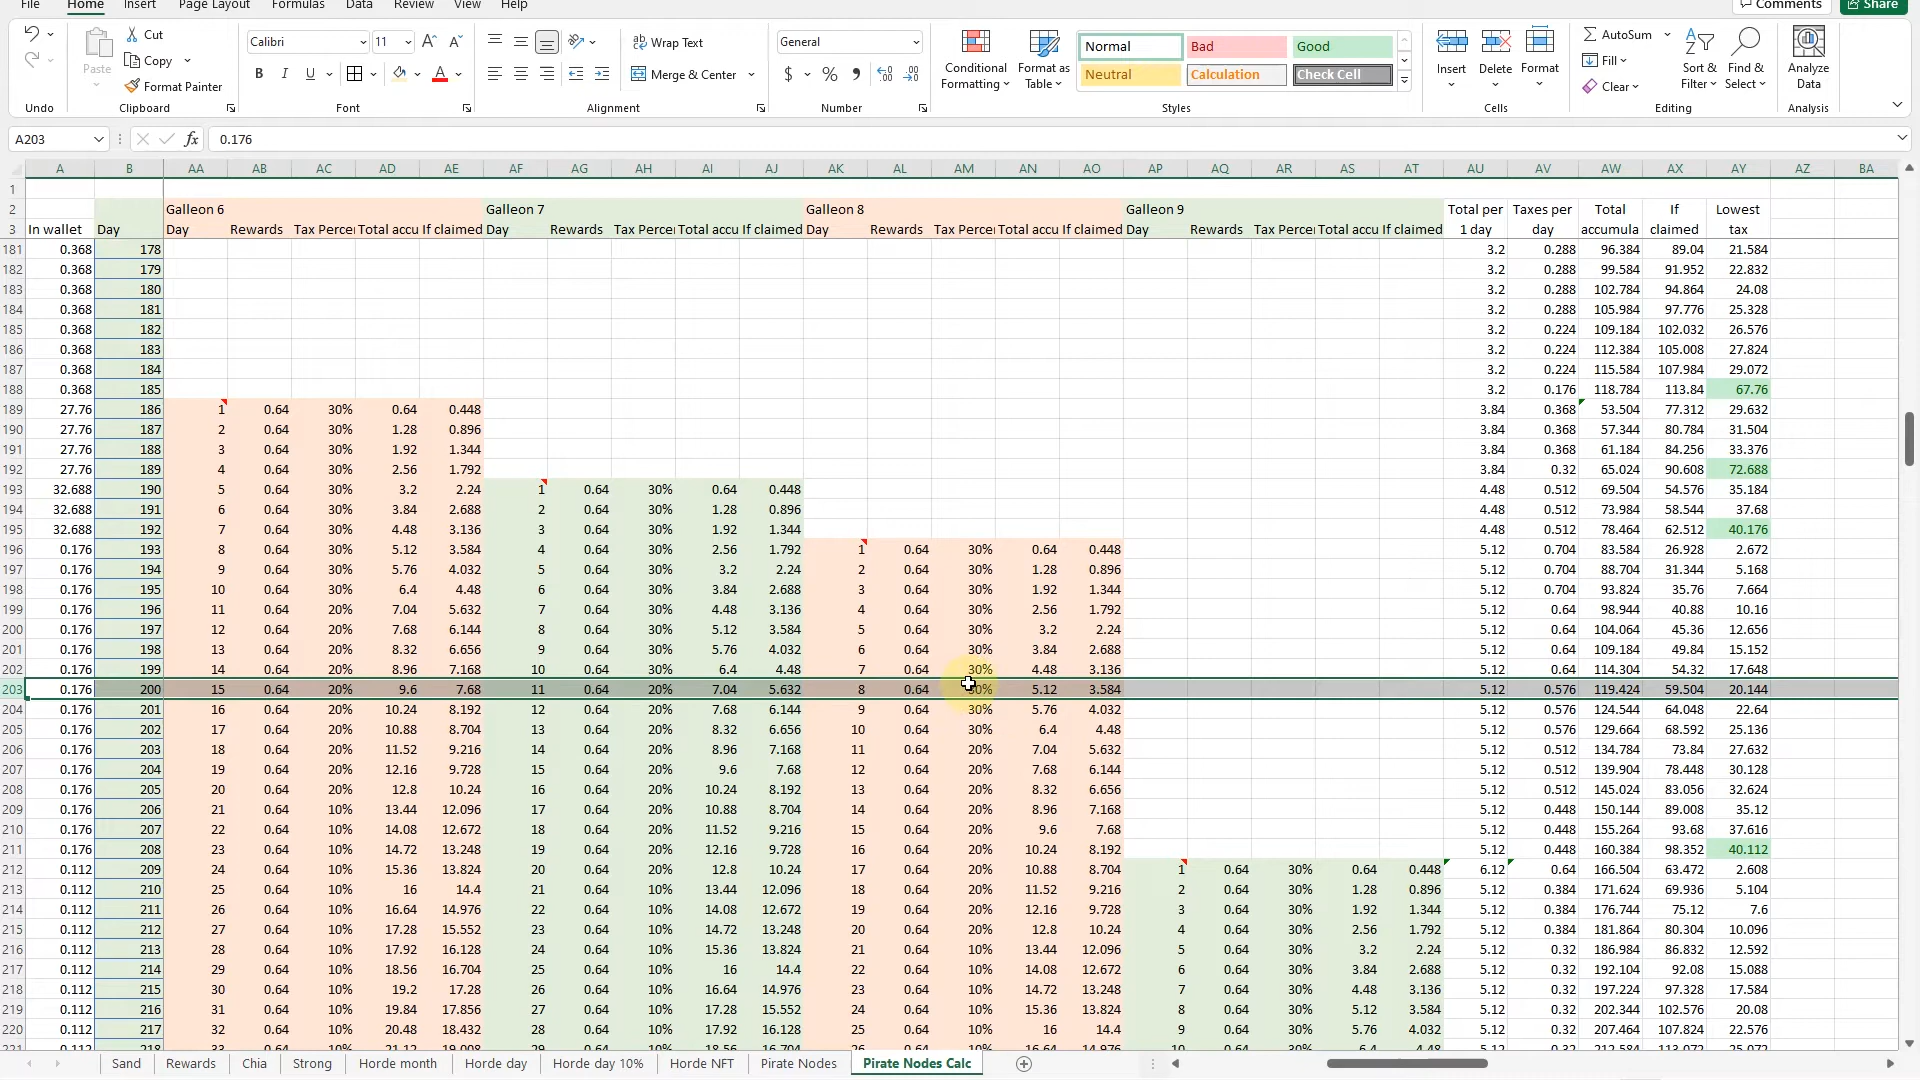 File Home Insert Page Layout Formulas Data Review View Help Comments Share
Cut Copy Format Painter Paste Undo Clipboard
Calibri 11 B I U Font
Wrap Text Merge & Center Alignment
General $ % Number
Conditional Formatting Format as Table Normal Bad Good Neutral Calculation Check Cell Styles
Insert Delete Format Cells
AutoSum Fill Clear Sort & Filter Find & Select Editing
Analyze Data Analysis
A203 fx 0.176
A B AA AB AC AD AE AF AG AH AI AJ AK AL AM AN AO AP AQ AR AS AT AU AV AW AX AY AZ BA
1
2 Galleon 6 Galleon 7 Galleon 8 Galleon 9 Total per Taxes per Total If Lowest
3 In wallet Day Day Rewards Tax Percen Total accu If claimed Day Rewards Tax Percen Total accu If claimed Day Rewards Tax Percen Total accu If claimed Day Rewards Tax Percen Total accu If claimed 1 day day accumula claimed tax
181 0.368 178 3.2 0.288 96.384 89.04 21.584
182 0.368 179 3.2 0.288 99.584 91.952 22.832
183 0.368 180 3.2 0.288 102.784 94.864 24.08
184 0.368 181 3.2 0.288 105.984 97.776 25.328
185 0.368 182 3.2 0.224 109.184 102.032 26.576
186 0.368 183 3.2 0.224 112.384 105.008 27.824
187 0.368 184 3.2 0.224 115.584 107.984 29.072
188 0.368 185 3.2 0.176 118.784 113.84 67.76
189 27.76 186 1 0.64 30% 0.64 0.448 3.84 0.368 53.504 77.312 29.632
190 27.76 187 2 0.64 30% 1.28 0.896 3.84 0.368 57.344 80.784 31.504
191 27.76 188 3 0.64 30% 1.92 1.344 3.84 0.368 61.184 84.256 33.376
192 27.76 189 4 0.64 30% 2.56 1.792 3.84 0.32 65.024 90.608 72.688
193 32.688 190 5 0.64 30% 3.2 2.24 1 0.64 30% 0.64 0.448 4.48 0.512 69.504 54.576 35.184
194 32.688 191 6 0.64 30% 3.84 2.688 2 0.64 30% 1.28 0.896 4.48 0.512 73.984 58.544 37.68
195 32.688 192 7 0.64 30% 4.48 3.136 3 0.64 30% 1.92 1.344 4.48 0.512 78.464 62.512 40.176
196 0.176 193 8 0.64 30% 5.12 3.584 4 0.64 30% 2.56 1.792 1 0.64 30% 0.64 0.448 5.12 0.704 83.584 26.928 2.672
197 0.176 194 9 0.64 30% 5.76 4.032 5 0.64 30% 3.2 2.24 2 0.64 30% 1.28 0.896 5.12 0.704 88.704 31.344 5.168
198 0.176 195 10 0.64 30% 6.4 4.48 6 0.64 30% 3.84 2.688 3 0.64 30% 1.92 1.344 5.12 0.704 93.824 35.76 7.664
199 0.176 196 11 0.64 20% 7.04 5.632 7 0.64 30% 4.48 3.136 4 0.64 30% 2.56 1.792 5.12 0.64 98.944 40.88 10.16
200 0.176 197 12 0.64 20% 7.68 6.144 8 0.64 30% 5.12 3.584 5 0.64 30% 3.2 2.24 5.12 0.64 104.064 45.36 12.656
201 0.176 198 13 0.64 20% 8.32 6.656 9 0.64 30% 5.76 4.032 6 0.64 30% 3.84 2.688 5.12 0.64 109.184 49.84 15.152
202 0.176 199 14 0.64 20% 8.96 7.168 10 0.64 30% 6.4 4.48 7 0.64 30% 4.48 3.136 5.12 0.64 114.304 54.32 17.648
203 0.176 200 15 0.64 20% 9.6 7.68 11 0.64 20% 7.04 5.632 8 0.64 5.12 3.584 5.12 0.576 119.424 59.504 20.144
204 0.176 201 16 0.64 20% 10.24 8.192 12 0.64 20% 7.68 6.144 9 0.64 30% 5.76 4.032 5.12 0.576 124.544 64.048 22.64
205 0.176 202 17 0.64 20% 10.88 8.704 13 0.64 20% 8.32 6.656 10 0.64 30% 6.4 4.48 5.12 0.576 129.664 68.592 25.136
206 0.176 203 18 0.64 20% 11.52 9.216 14 0.64 20% 8.96 7.168 11 0.64 20% 7.04 5.632 5.12 0.512 134.784 73.84 27.632
207 0.176 204 19 0.64 20% 12.16 9.728 15 0.64 20% 9.6 7.68 12 0.64 20% 7.68 6.144 5.12 0.512 139.904 78.448 30.128
208 0.176 205 20 0.64 20% 12.8 10.24 16 0.64 20% 10.24 8.192 13 0.64 20% 8.32 6.656 5.12 0.512 145.024 83.056 32.624
209 0.176 206 21 0.64 10% 13.44 12.096 17 0.64 20% 10.88 8.704 14 0.64 20% 8.96 7.168 5.12 0.448 150.144 89.008 35.12
210 0.176 207 22 0.64 10% 14.08 12.672 18 0.64 20% 11.52 9.216 15 0.64 20% 9.6 7.68 5.12 0.448 155.264 93.68 37.616
211 0.176 208 23 0.64 10% 14.72 13.248 19 0.64 20% 12.16 9.728 16 0.64 20% 10.24 8.192 5.12 0.448 160.384 98.352 40.112
212 0.112 209 24 0.64 10% 15.36 13.824 20 0.64 20% 12.8 10.24 17 0.64 20% 10.88 8.704 1 0.64 30% 0.64 0.448 6.12 0.64 166.504 63.472 2.608
213 0.112 210 25 0.64 10% 16 14.4 21 0.64 10% 13.44 12.096 18 0.64 20% 11.52 9.216 2 0.64 30% 1.28 0.896 5.12 0.384 171.624 69.936 5.104
214 0.112 211 26 0.64 10% 16.64 14.976 22 0.64 10% 14.08 12.672 19 0.64 20% 12.16 9.728 3 0.64 30% 1.92 1.344 5.12 0.384 176.744 75.12 7.6
215 0.112 212 27 0.64 10% 17.28 15.552 23 0.64 10% 14.72 13.248 20 0.64 20% 12.8 10.24 4 0.64 30% 2.56 1.792 5.12 0.384 181.864 80.304 10.096
216 0.112 213 28 0.64 10% 17.92 16.128 24 0.64 10% 15.36 13.824 21 0.64 10% 13.44 12.096 5 0.64 30% 3.2 2.24 5.12 0.32 186.984 86.832 12.592
217 0.112 214 29 0.64 10% 18.56 16.704 25 0.64 10% 16 14.4 22 0.64 10% 14.08 12.672 6 0.64 30% 3.84 2.688 5.12 0.32 192.104 92.08 15.088
218 0.112 215 30 0.64 10% 19.2 17.28 26 0.64 10% 16.64 14.976 23 0.64 10% 14.72 13.248 7 0.64 30% 4.48 3.136 5.12 0.32 197.224 97.328 17.584
219 0.112 216 31 0.64 10% 19.84 17.856 27 0.64 10% 17.28 15.552 24 0.64 10% 15.36 13.824 8 0.64 30% 5.12 3.584 5.12 0.32 202.344 102.576 20.08
220 0.112 217 32 0.64 10% 20.48 18.432 28 0.64 10% 17.92 16.128 25 0.64 10% 16 14.4 9 0.64 30% 5.76 4.032 5.12 0.32 207.464 107.824 22.576
Sand Rewards Chia Strong Horde month Horde day Horde day 10% Horde NFT Pirate Nodes Pirate Nodes Calc